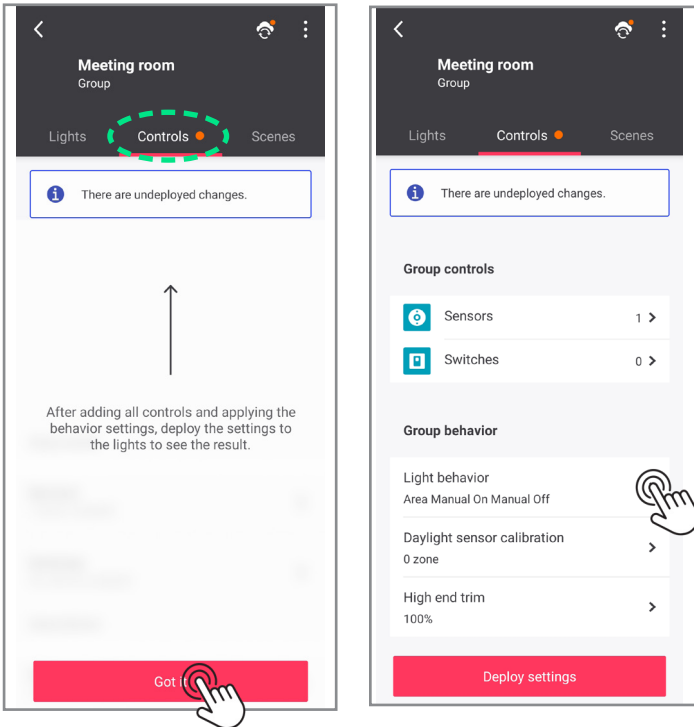 Meeting room
Group
Lights
Controls
Scenes
There are undeployed changes.
After adding all controls and applying the
behavior settings, deploy the settings to
the lights to see the result.
Got
Meeting room
Group
Lights
Controls
Scenes
There are undeployed changes.
Group controls
Sensors
1
Switches
0
Group behavior
Light behavior
Area Manual On Manual Off
Daylight sensor calibration
0 zone
High end trim
100%
Deploy settings